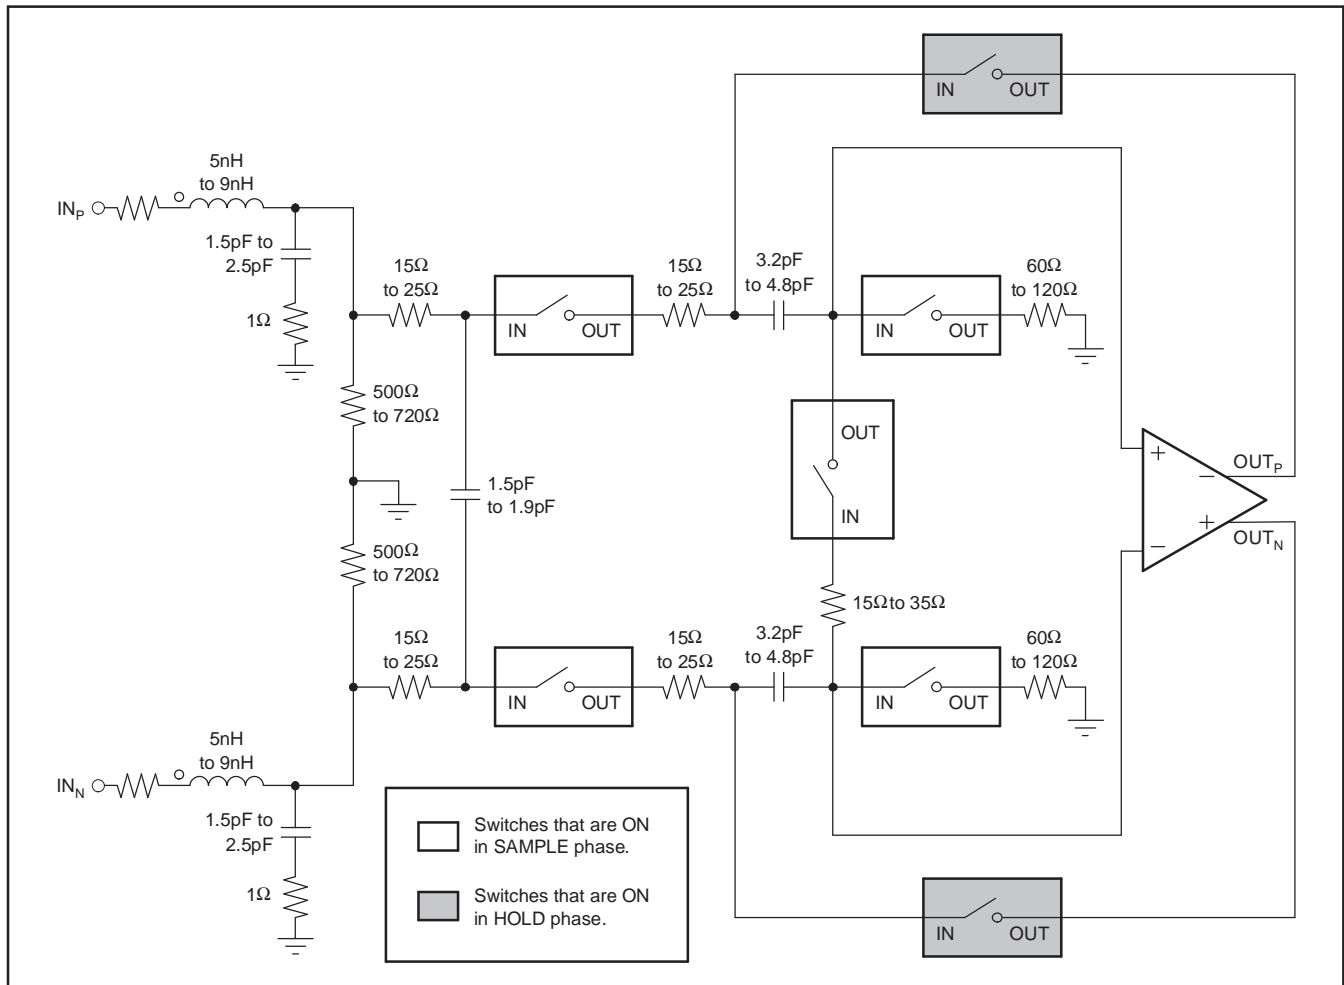 IN OUT
5nH
to 9nH
IN_P
1.5pF to
2.5pF
1Ω
15Ω
to 25Ω
IN OUT
15Ω
to 25Ω
3.2pF
to 4.8pF
IN OUT
60Ω
to 120Ω
500Ω
to 720Ω
OUT
IN
+
−
−
+
OUT_P
OUT_N
1.5pF
to 1.9pF
500Ω
to 720Ω
15Ω to 35Ω
15Ω
to 25Ω
IN OUT
15Ω
to 25Ω
3.2pF
to 4.8pF
IN OUT
60Ω
to 120Ω
5nH
to 9nH
IN_N
1.5pF to
2.5pF
1Ω
Switches that are ON
in SAMPLE phase.
Switches that are ON
in HOLD phase.
IN OUT